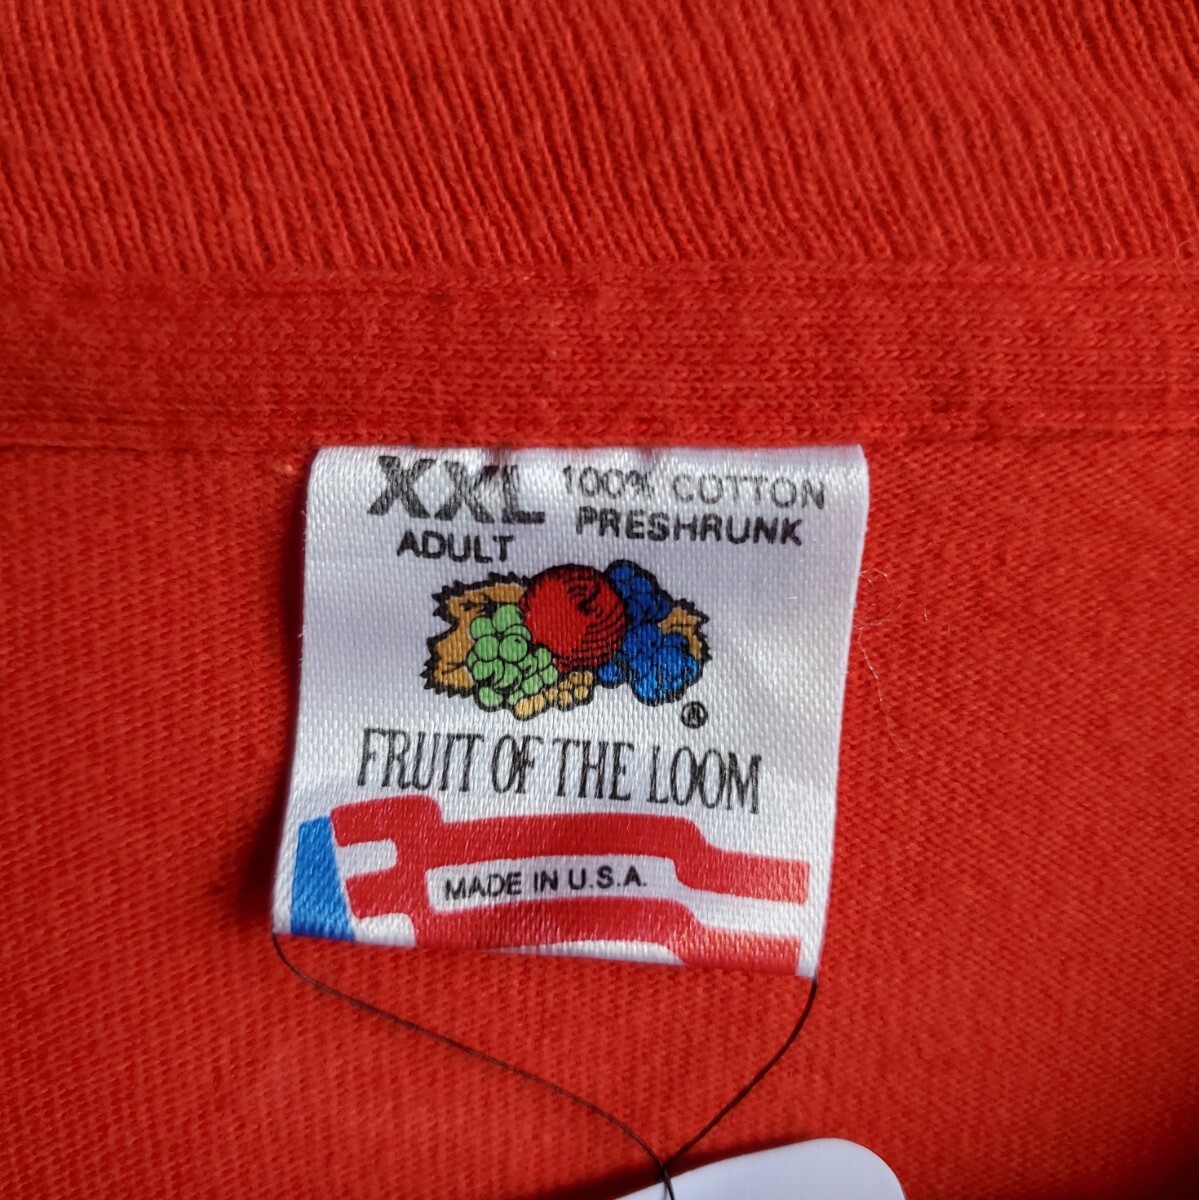 XXL 100% COTTON
ADULT PRESHRUNK
®
FRUIT OF THE LOOM
MADE IN U.S.A.